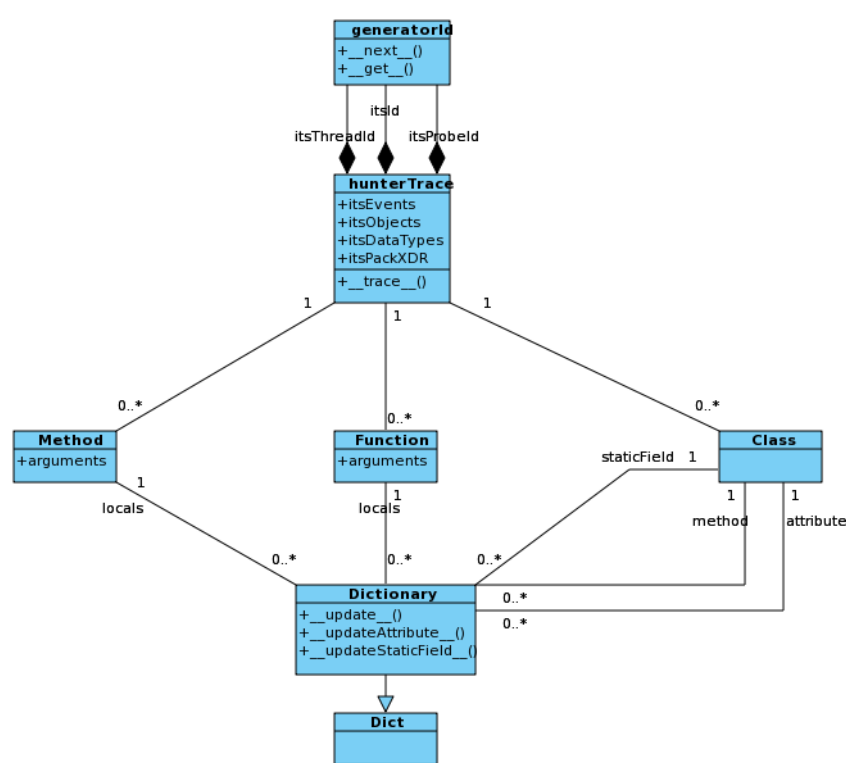 generatorId
+__next__()
+__get__()
itsId
itsThreadId
itsProbeId
hunterTrace
+itsEvents
+itsObjects
+itsDataTypes
+itsPackXDR
+__trace__()
1
1
1
0..*
0..*
0..*
Method
+arguments
Function
+arguments
Class
staticField 1
1
locals
1
locals
1
method
1
attribute
0..*
0..*
0..*
0..*
0..*
Dictionary
+__update__()
+__updateAttribute__()
+__updateStaticField__()
Dict